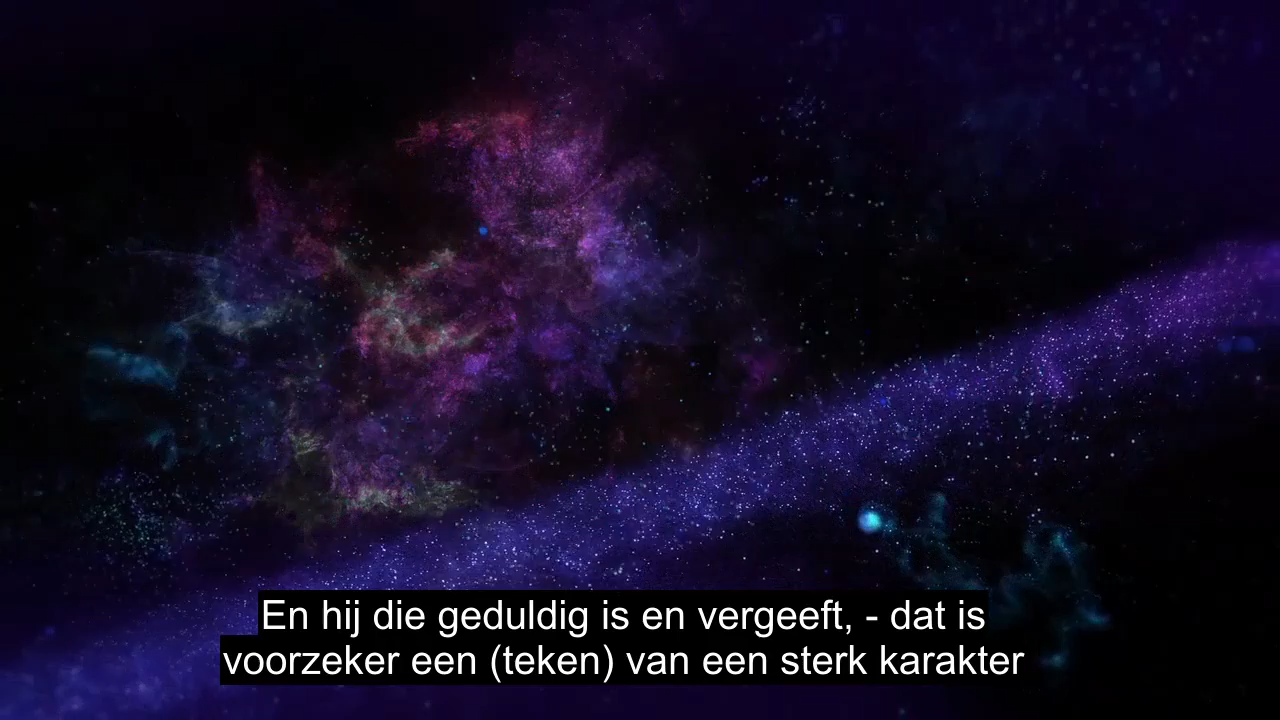 En hij die geduldig is en vergeeft, - dat is
voorzeker een (teken) van een sterk karakter